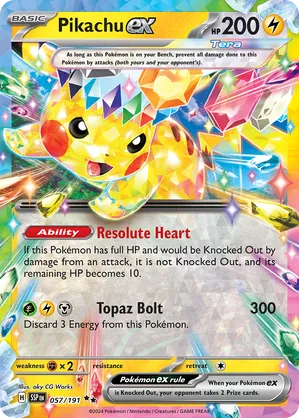 BASIC Pikachu ex HP 200
Tera
As long as this Pokémon is on your Bench, prevent all damage done to this
Pokémon by attacks (both yours and your opponent's).
Ability Resolute Heart
If this Pokémon has full HP and would be Knocked Out by
damage from an attack, it is not Knocked Out, and its
remaining HP becomes 10.
Topaz Bolt 300
Discard 3 Energy from this Pokémon.
weakness ×2 resistance retreat
Pokémon ex rule When your Pokémon ex
is Knocked Out, your opponent takes 2 Prize cards.
Illus. aky CG Works
H SSP EN 057/191
©2024 Pokémon / Nintendo / Creatures / GAME FREAK